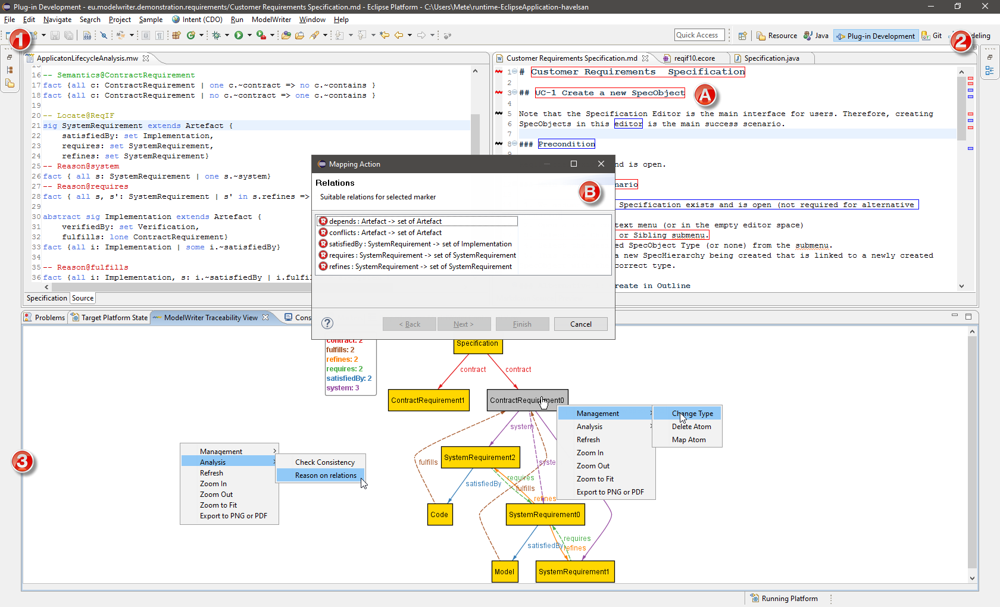 Plug-in Development - eu.modelwriter.demonstration.requirements/Customer Requirements Specification.md - Eclipse Platform - C:\Users\Mete\runtime-EclipseApplication-havelsan
File Edit Navigate Search Project Sample Intent (CDO) Run ModelWriter Window Help
Quick Access Resource Java Plug-in Development Git
1
2
ApplicatonLifecycleAnalysis.mw
16 -- Semantics@ContractRequirement
17 fact {all c: ContractRequirement | one c.~contract => no c.~contains }
18 fact {all c: ContractRequirement | no c.~contract => one c.~contains }
19
20 -- Locate@ReqIF
21 sig SystemRequirement extends Artefact {
22 satisfiedBy: set Implementation,
23 requires: set SystemRequirement,
24 refines: set SystemRequirement}
25 -- Reason@system
26 fact { all s: SystemRequirement | one s.~system}
27 -- Reason@requires
28 fact { all s, s': SystemRequirement | s' in s.refines =>
29
30 abstract sig Implementation extends Artefact {
31 verifiedBy: set Verification,
32 fulfills: lone ContractRequirement}
33 fact {all i: Implementation | some i.~satisfiedBy}
34
35 -- Reason@fulfills
36 fact {all i: Implementation, s: i.~satisfiedBy | i.fulfil
Specification Source
Customer Requirements Specification.md reqif10.ecore Specification.java
1 # Customer Requirements Specification
2
3 ## UC-1 Create a new SpecObject
A
4
5 Note that the Specification Editor is the main interface for users. Therefore, creating
6 SpecObjects in this editor is the main success scenario.
7
8 ### Precondition
9
nd is open.
nario
Specification exists and is open (not required for alternative
text menu (or in the empty editor space)
or Sibling submenu.
ed SpecObject Type (or none) from the submenu.
a new SpecHierarchy being created that is linked to a newly created
orrect type.
reate in Outline
Mapping Action
Relations
B
Suitable relations for selected marker
R depends : Artefact -> set of Artefact
R conflicts : Artefact -> set of Artefact
R satisfiedBy : SystemRequirement -> set of Implementation
R requires : SystemRequirement -> set of SystemRequirement
R refines : SystemRequirement -> set of SystemRequirement
? < Back Next > Finish Cancel
Problems Target Platform State ModelWriter Traceability View Cons
contract: 2
fulfills: 2
refines: 2
requires: 2
satisfiedBy: 2
system: 3
Specification
contract contract
ContractRequirement1 ContractRequirement0
system
SystemRequirement2
fulfills
syste
requires
satisfiedBy
fulfills
refines
Code SystemRequirement0
requires
satisfiedBy
refines
Model SystemRequirement1
Management
Analysis
Refresh
Zoom In
Zoom Out
Zoom to Fit
Export to PNG or PDF
Change Type
Delete Atom
Map Atom
3
Management
Analysis
Refresh
Zoom In
Zoom Out
Zoom to Fit
Export to PNG or PDF
Check Consistency
Reason on relations
Running Platform